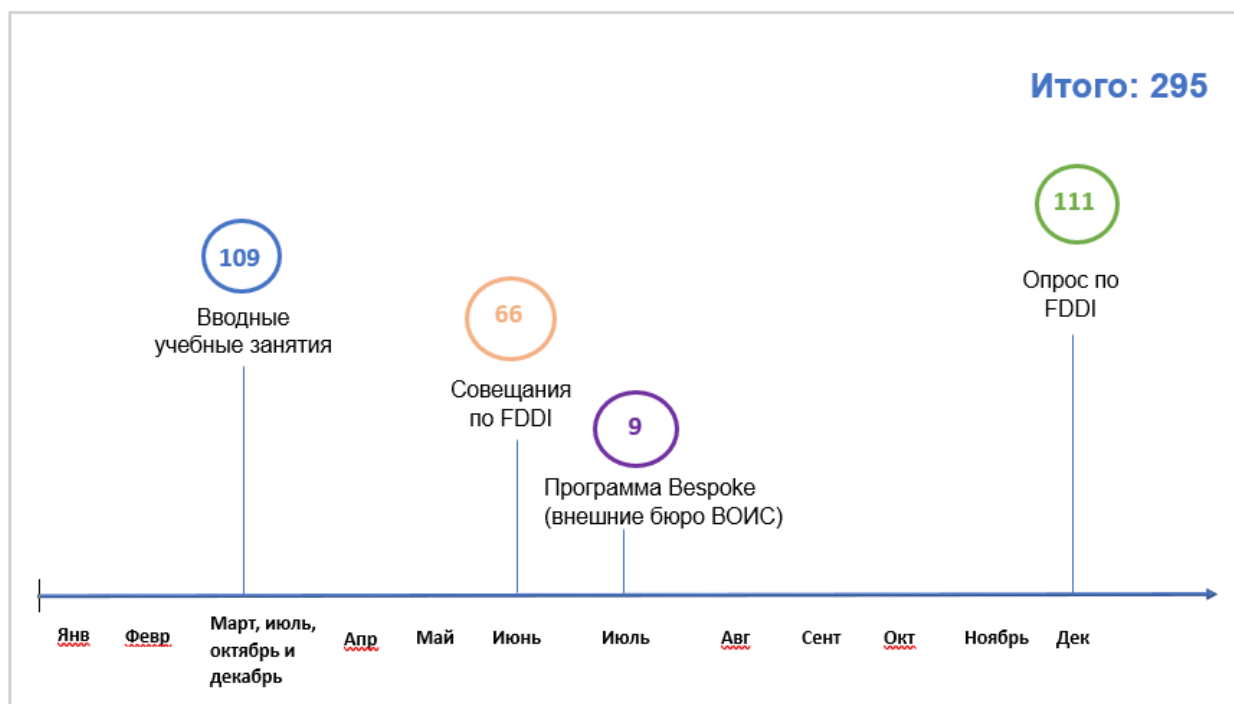 Итого: 295
111
109
Опрос по
FDDI
Вводные
учебные занятия
66
Совещания
по FDDI
9
Программа Bespoke
(внешние бюро ВОИС)
Янв
Февр
Март, июль,
октябрь и
декабрь
Апр
Май
Июнь
Июль
Авг
Сент
Окт
Ноябрь
Дек